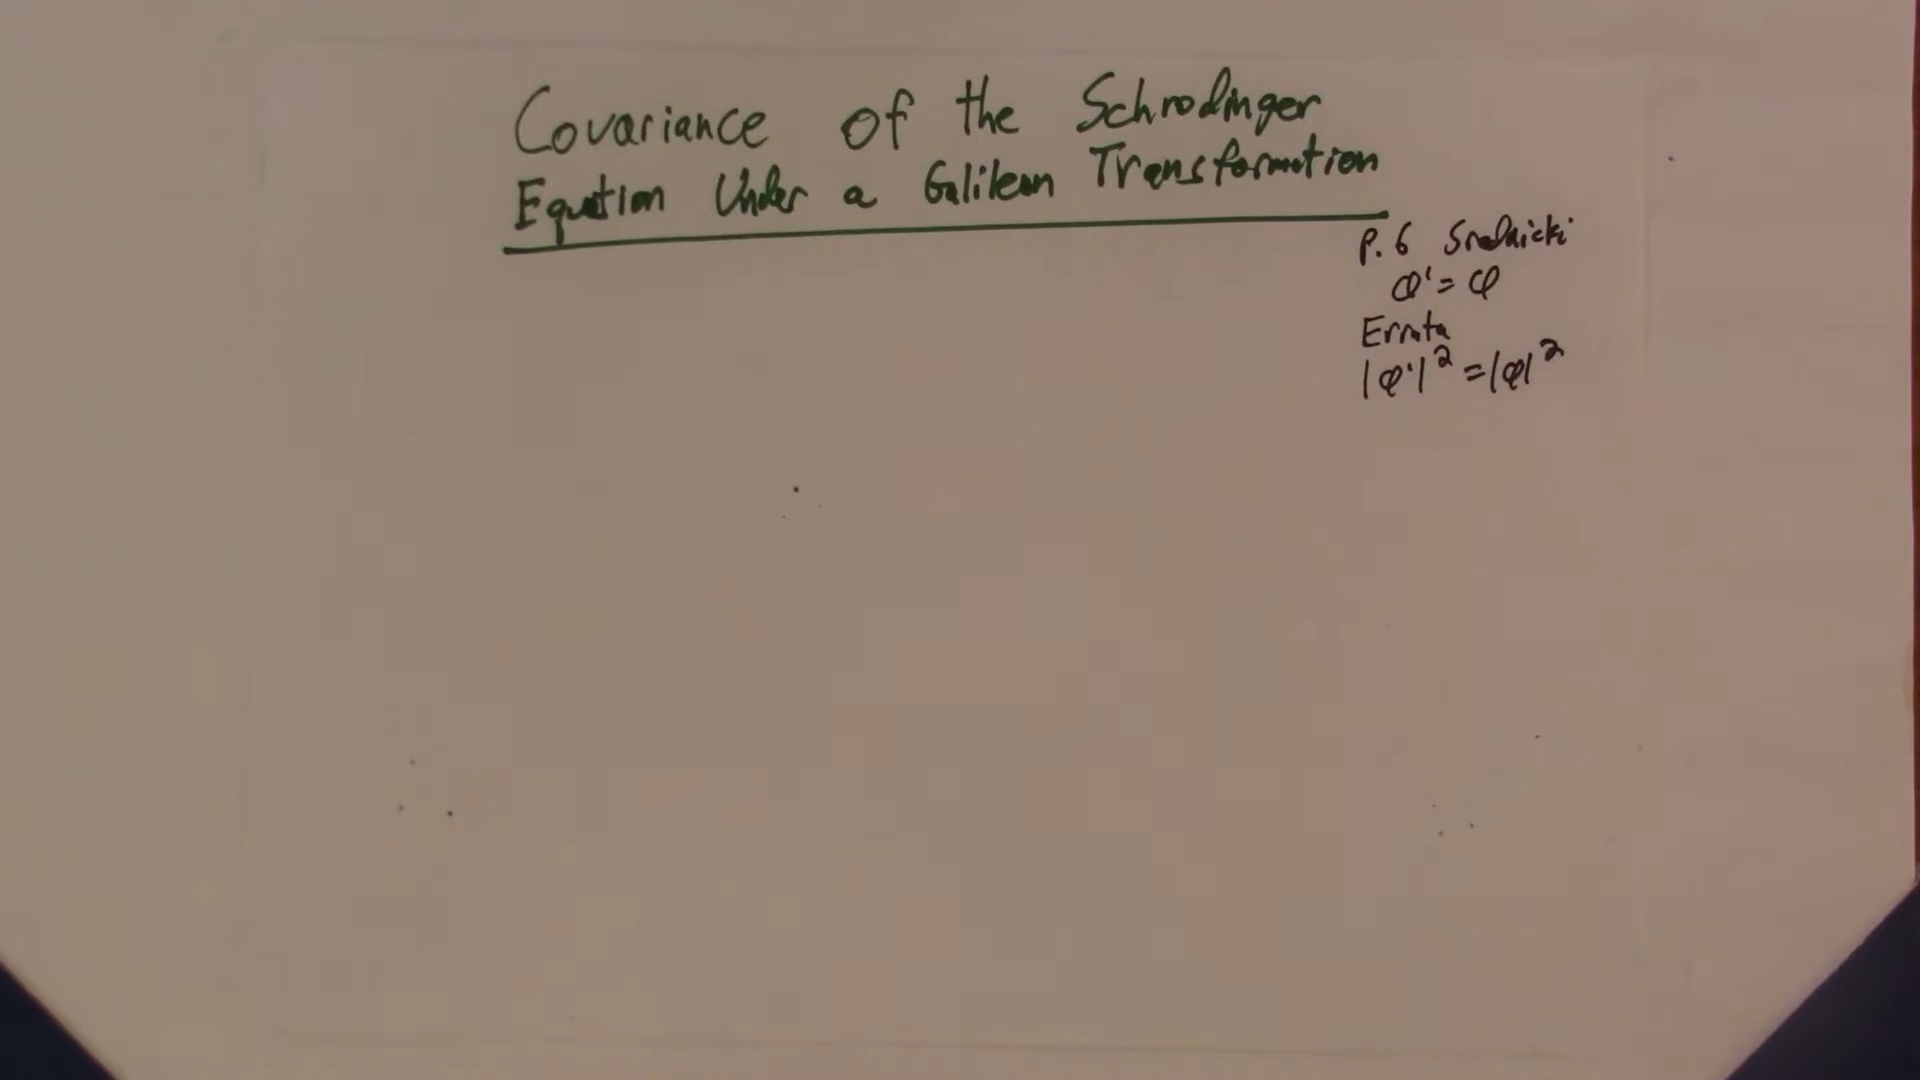 Covariance of the Schrodinger
Equation Under a Galilean Transformation
P. 6 Srednicki
φ' = φ
Errata
|φ'|² = |φ|²